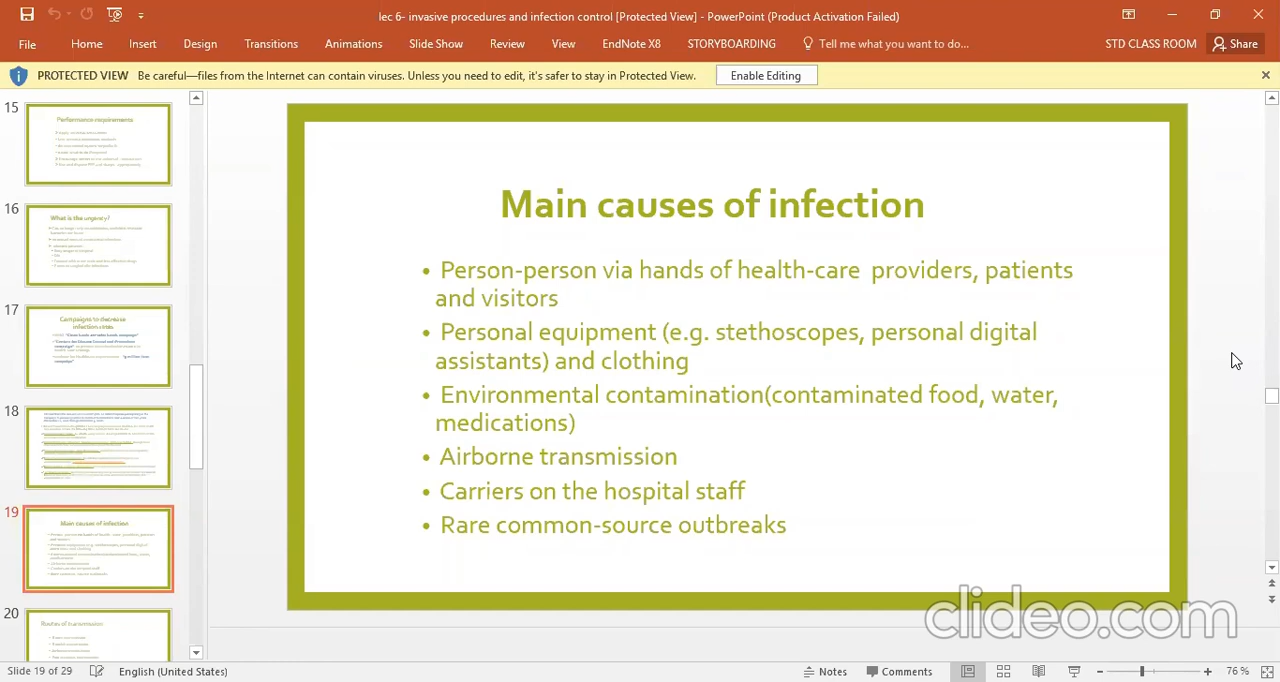 lec 6- invasive procedures and infection control [Protected View] - PowerPoint (Product Activation Failed)
File Home Insert Design Transitions Animations Slide Show Review View EndNote X8 STORYBOARDING Tell me what you want to do... STD CLASS ROOM Share
PROTECTED VIEW Be careful—files from the Internet can contain viruses. Unless you need to edit, it's safer to stay in Protected View. Enable Editing
15
Performance requirements
16
What is the urgency?
17
Campaigns to decrease
infection rates
18
19
Main causes of infection
20
Routes of transmission
Main causes of infection
• Person-person via hands of health-care providers, patients
and visitors
• Personal equipment (e.g. stethoscopes, personal digital
assistants) and clothing
• Environmental contamination(contaminated food, water,
medications)
• Airborne transmission
• Carriers on the hospital staff
• Rare common-source outbreaks
clideo.com
Slide 19 of 29 English (United States) Notes Comments 76 %